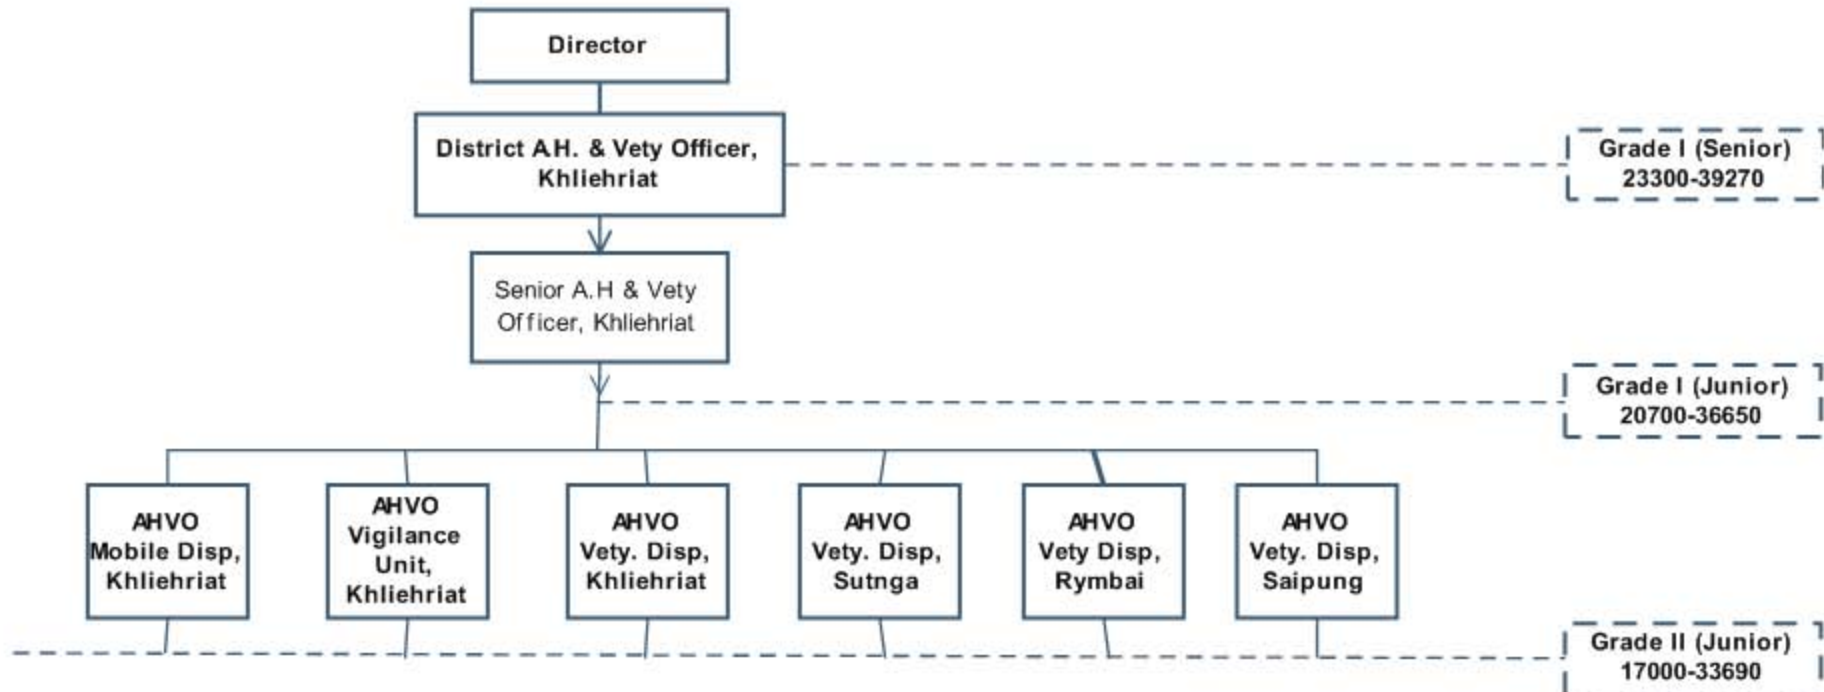 Director
District A.H. & Vety Officer,
Khliehriat
Grade I (Senior)
23300-39270
Senior A.H & Vety
Officer, Khliehriat
Grade I (Junior)
20700-36650
AHVO
Mobile Disp,
Khliehriat
AHVO
Vigilance
Unit,
Khliehriat
AHVO
Vety. Disp,
Khliehriat
AHVO
Vety. Disp,
Sutnga
AHVO
Vety Disp,
Rymbai
AHVO
Vety. Disp,
Saipung
Grade II (Junior)
17000-33690